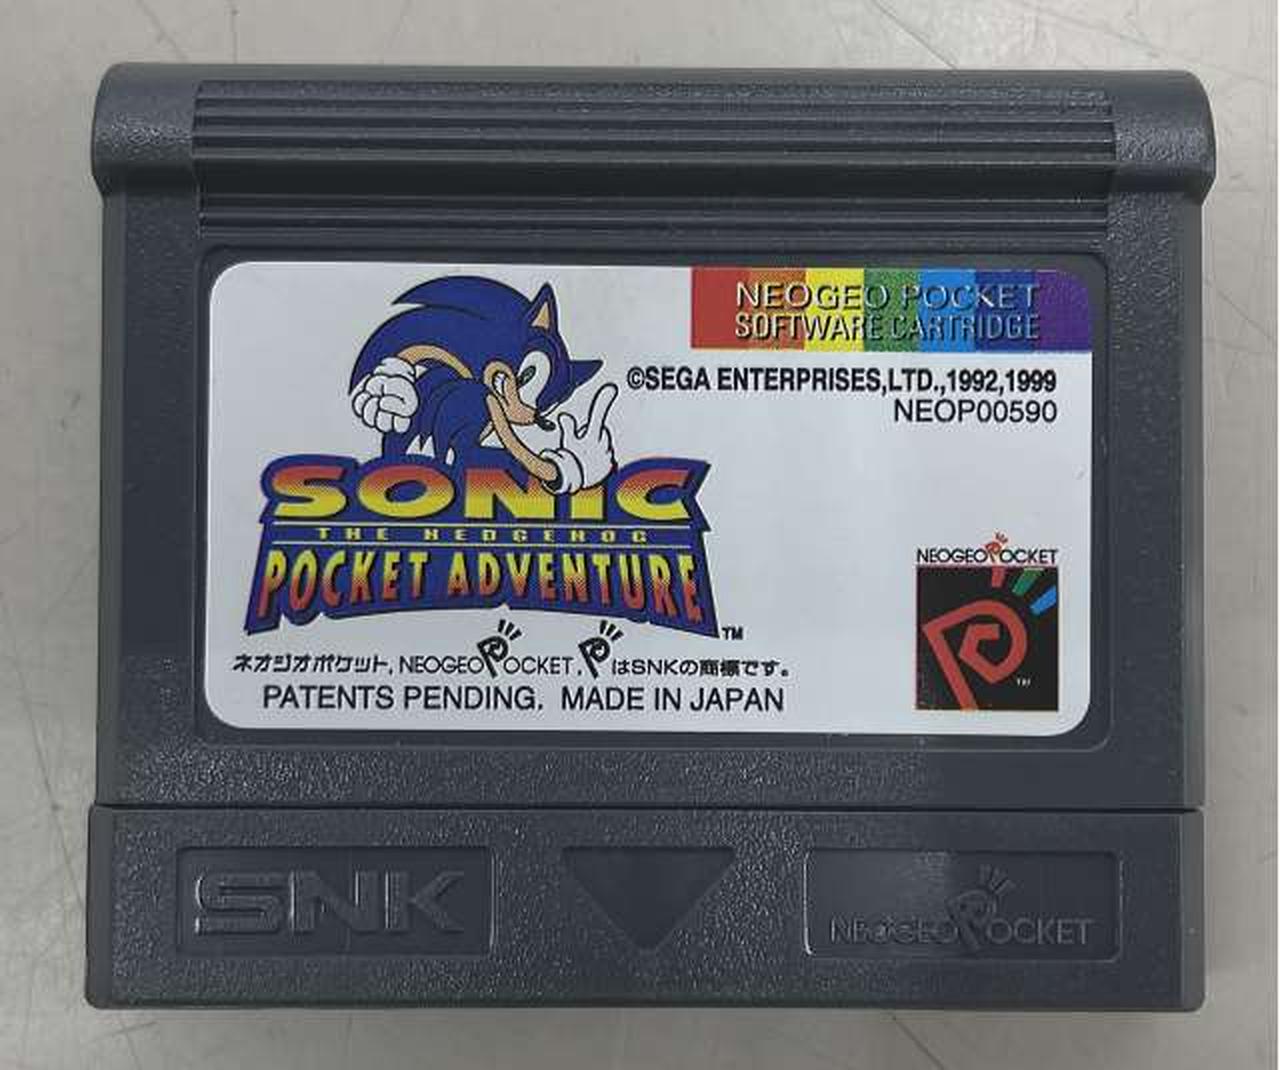 NEOGEO POCKET
SOFTWARE CARTRIDGE
©SEGA ENTERPRISES,LTD.,1992,1999
NEOP00590
SONIC
THE HEDGEHOG
POCKET ADVENTURE
TM
NEOGEO POCKET
TM
ネオジオポケット, NEOGEO POCKET, P はSNKの商標です。
PATENTS PENDING. MADE IN JAPAN
SNK
NEOGEO POCKET